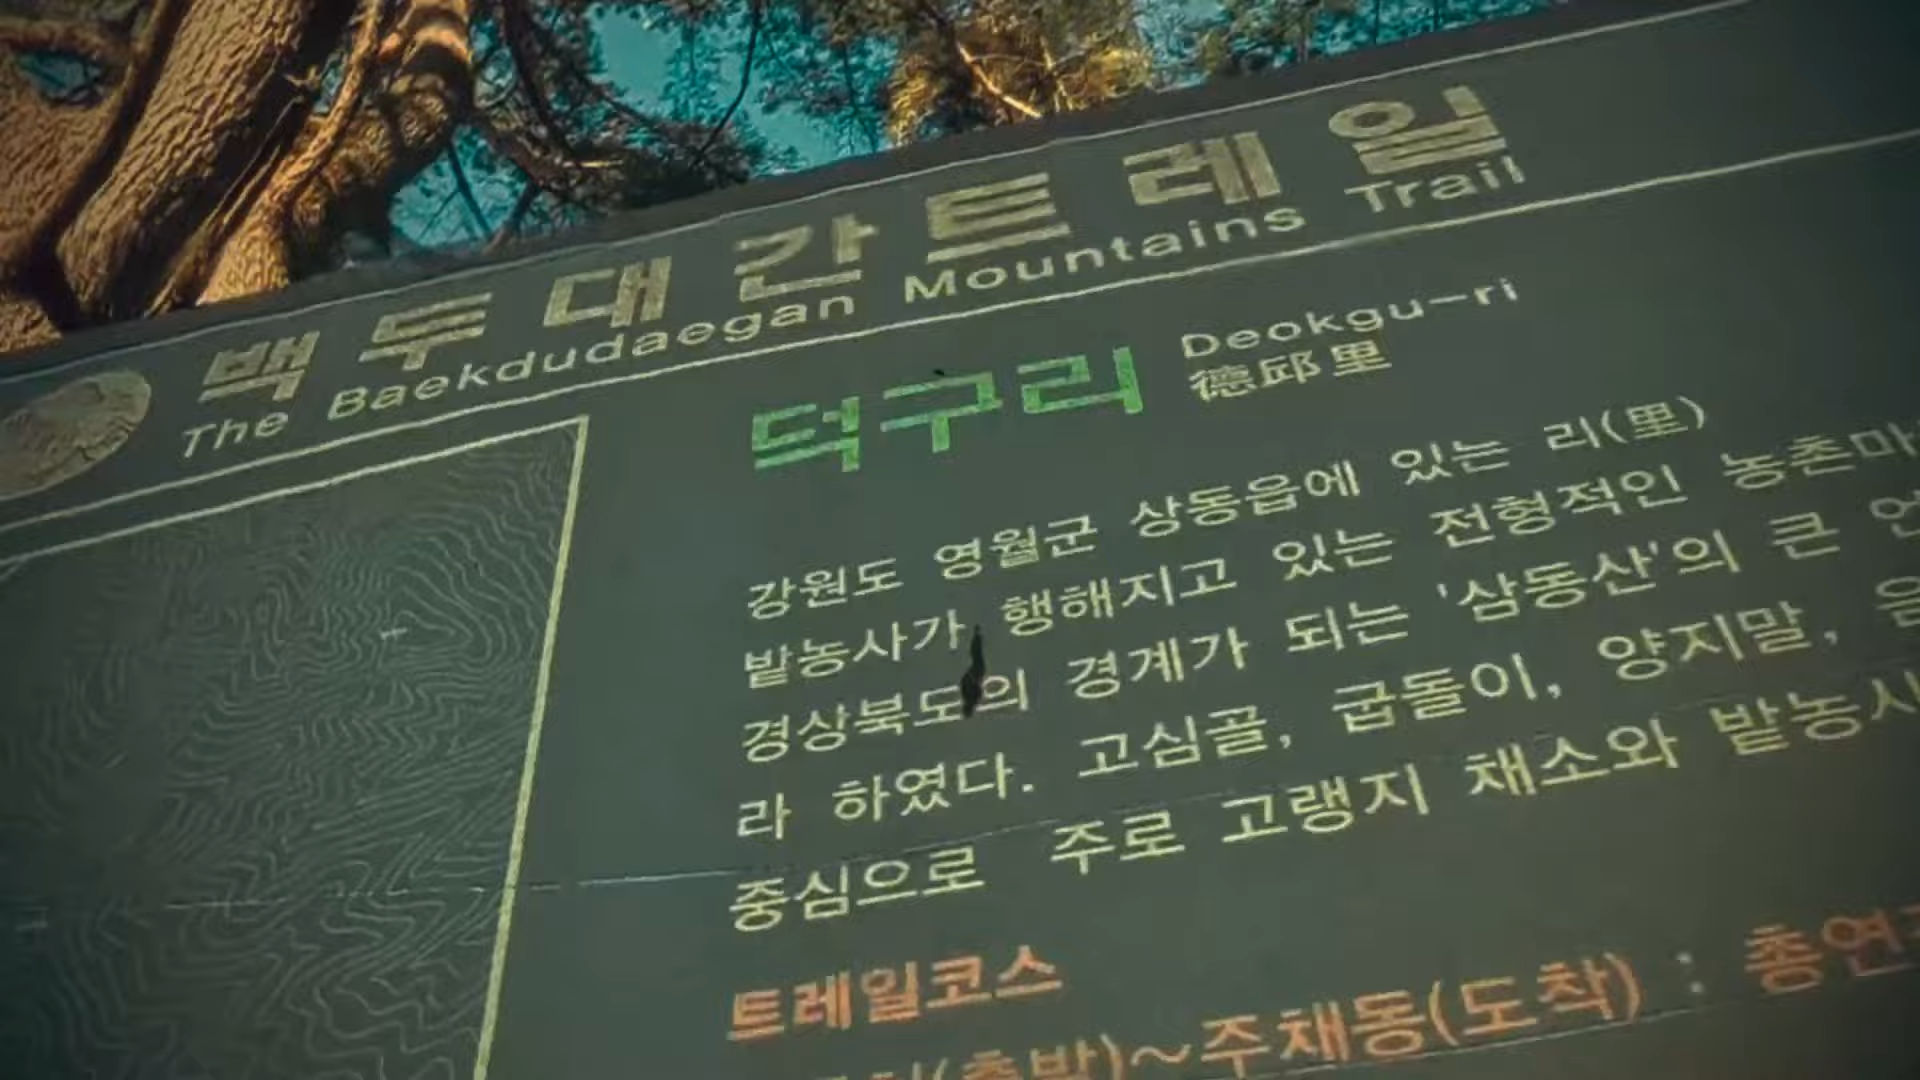 백두대간트레일
The Baekdudaegan Mountains Trail
덕구리
Deokgu-ri
德邱里
강원도 영월군 상동읍에 있는 리(里)
밭농사가 행해지고 있는 전형적인 농촌마
경상북도의 경계가 되는 '삼동산'의 큰
라 하였다. 고심골, 굽돌이, 양지말,
중심으로 주로 고랭지 채소와 밭농사
트레일코스
(출발)~주채동(도착) : 총연